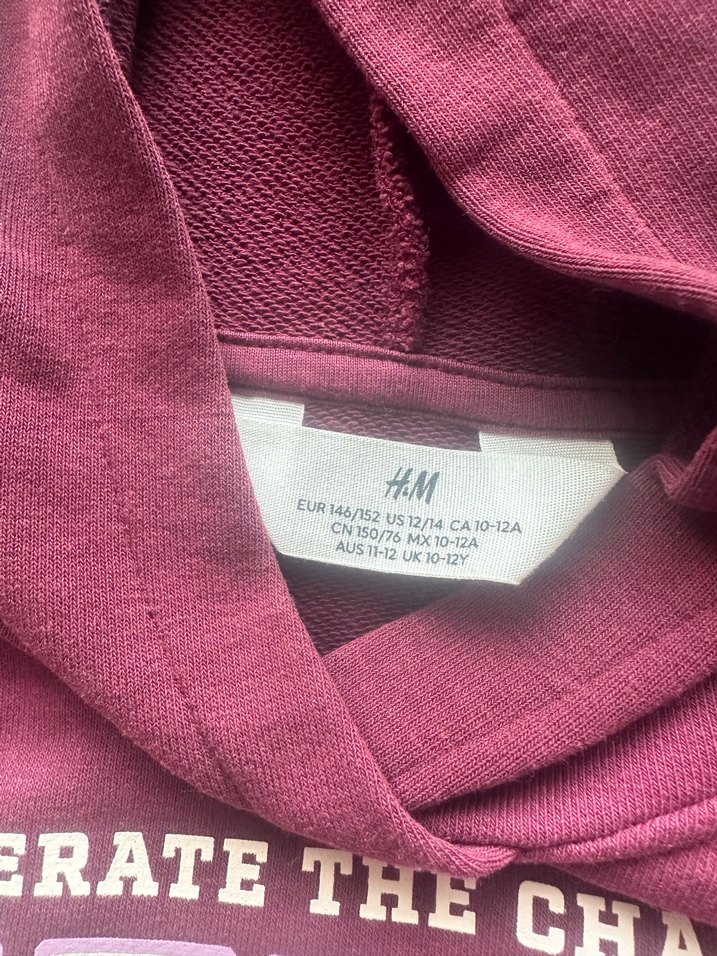 H&M
EUR 146/152 US 12/14 CA 10-12A
CN 150/76 MX 10-12A
AUS 11-12 UK 10-12Y
ERATE THE CHA